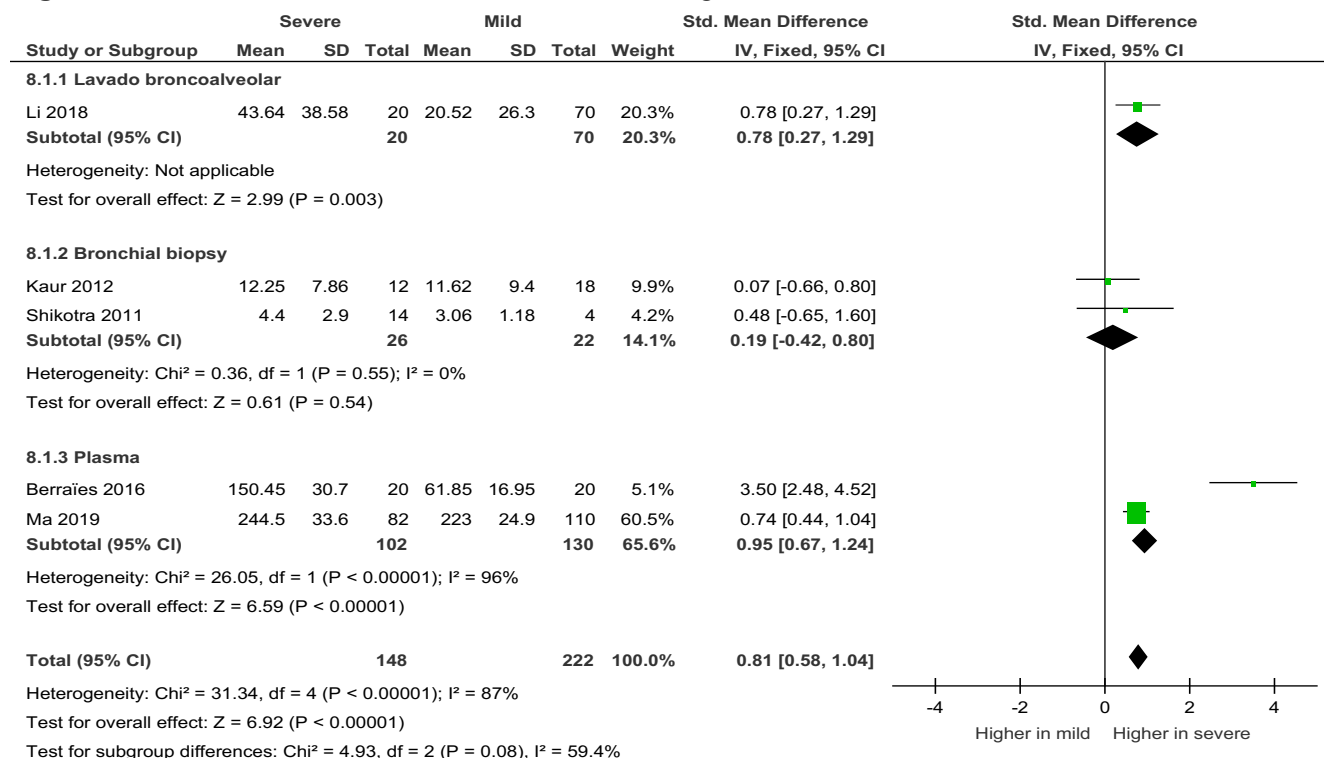 Severe Mild Std. Mean Difference Std. Mean Difference
Study or Subgroup Mean SD Total Mean SD Total Weight IV, Fixed, 95% CI IV, Fixed, 95% CI
8.1.1 Lavado broncoalveolar
Li 2018 43.64 38.58 20 20.52 26.3 70 20.3% 0.78 [0.27, 1.29]
Subtotal (95% CI) 20 70 20.3% 0.78 [0.27, 1.29]
Heterogeneity: Not applicable
Test for overall effect: Z = 2.99 (P = 0.003)
8.1.2 Bronchial biopsy
Kaur 2012 12.25 7.86 12 11.62 9.4 18 9.9% 0.07 [-0.66, 0.80]
Shikotra 2011 4.4 2.9 14 3.06 1.18 4 4.2% 0.48 [-0.65, 1.60]
Subtotal (95% CI) 26 22 14.1% 0.19 [-0.42, 0.80]
Heterogeneity: Chi² = 0.36, df = 1 (P = 0.55); I² = 0%
Test for overall effect: Z = 0.61 (P = 0.54)
8.1.3 Plasma
Berraïes 2016 150.45 30.7 20 61.85 16.95 20 5.1% 3.50 [2.48, 4.52]
Ma 2019 244.5 33.6 82 223 24.9 110 60.5% 0.74 [0.44, 1.04]
Subtotal (95% CI) 102 130 65.6% 0.95 [0.67, 1.24]
Heterogeneity: Chi² = 26.05, df = 1 (P < 0.00001); I² = 96%
Test for overall effect: Z = 6.59 (P < 0.00001)
Total (95% CI) 148 222 100.0% 0.81 [0.58, 1.04]
Heterogeneity: Chi² = 31.34, df = 4 (P < 0.00001); I² = 87%
Test for overall effect: Z = 6.92 (P < 0.00001)
Test for subgroup differences: Chi² = 4.93, df = 2 (P = 0.08), I² = 59.4%
-4 -2 0 2 4
Higher in mild Higher in severe